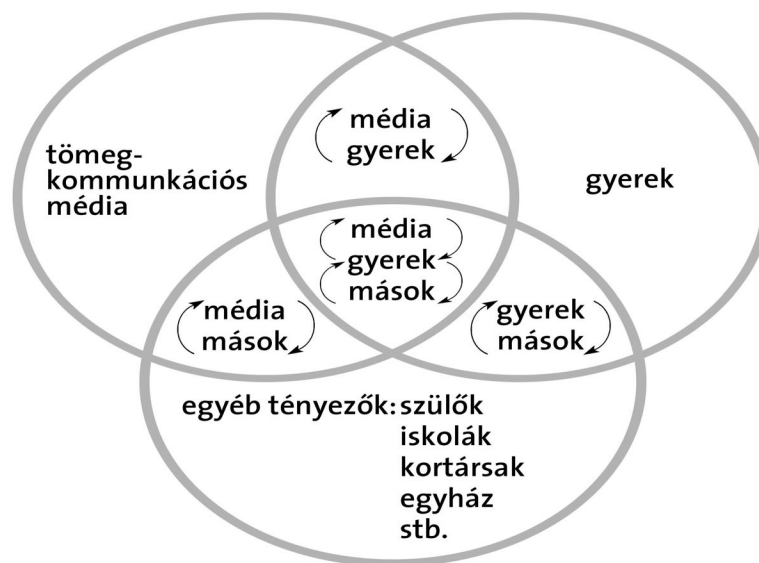 média
gyerek
tömeg-
kommunkációs
média
gyerek
média
gyerek
mások
média
mások
gyerek
mások
egyéb tényezők: szülők
iskolák
kortársak
egyház
stb.